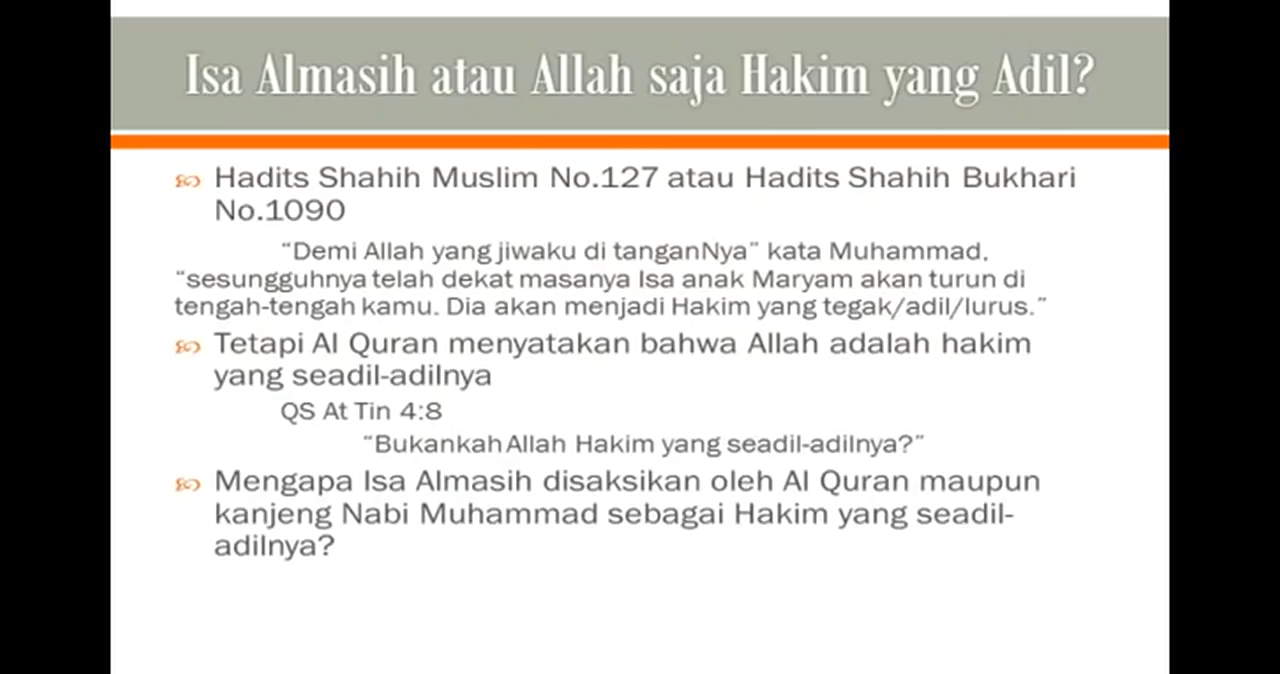 Isa Almasih atau Allah saja Hakim yang Adil?
Hadits Shahih Muslim No.127 atau Hadits Shahih Bukhari
No.1090
“Demi Allah yang jiwaku di tanganNya” kata Muhammad,
“sesungguhnya telah dekat masanya Isa anak Maryam akan turun di
tengah-tengah kamu. Dia akan menjadi Hakim yang tegak/adil/lurus.”
Tetapi Al Quran menyatakan bahwa Allah adalah hakim
yang seadil-adilnya
QS At Tin 4:8
“Bukankah Allah Hakim yang seadil-adilnya?”
Mengapa Isa Almasih disaksikan oleh Al Quran maupun
kanjeng Nabi Muhammad sebagai Hakim yang seadil-
adilnya?